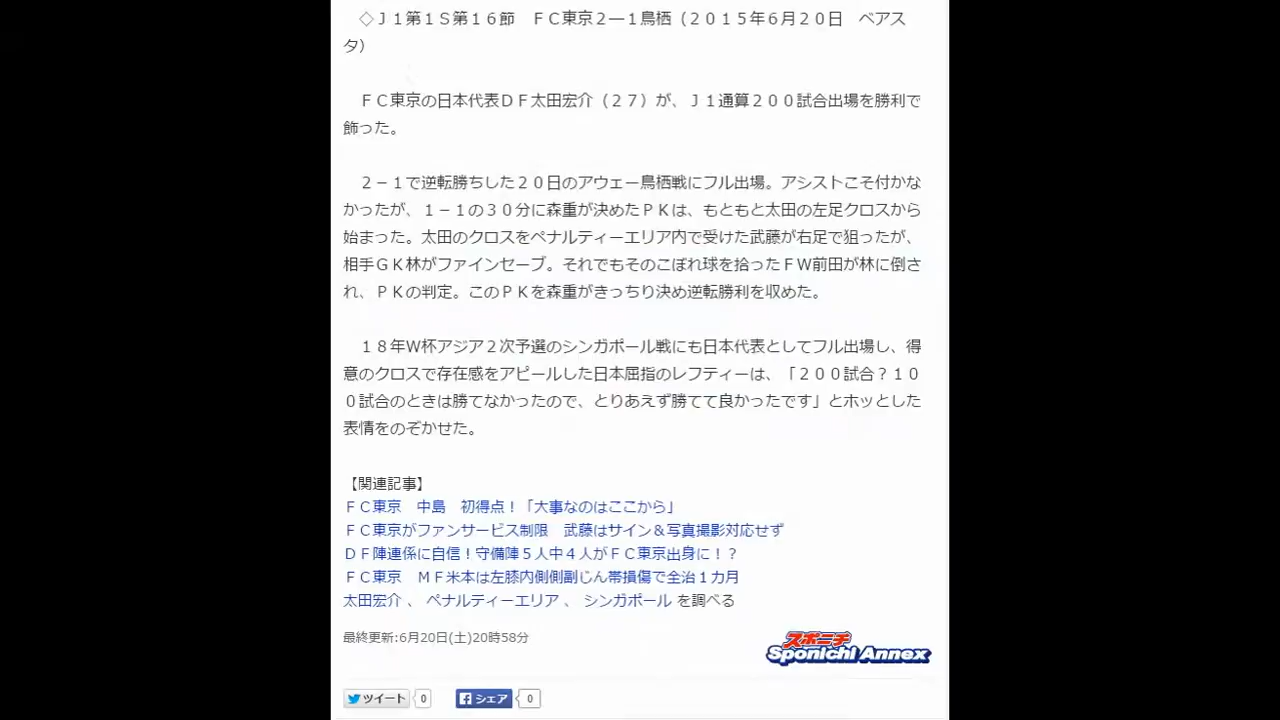 ◇Ｊ１第１Ｓ第１６節　ＦＣ東京２―１鳥栖（２０１５年６月２０日　ベアス
タ）
ＦＣ東京の日本代表ＤＦ太田宏介（２７）が、Ｊ１通算２００試合出場を勝利で
飾った。
２－１で逆転勝ちした２０日のアウェー鳥栖戦にフル出場。アシストこそ付かな
かったが、１－１の３０分に森重が決めたＰＫは、もともと太田の左足クロスから
始まった。太田のクロスをペナルティーエリア内で受けた武藤が右足で狙ったが、
相手ＧＫ林がファインセーブ。それでもそのこぼれ球を拾ったＦＷ前田が林に倒さ
れ、ＰＫの判定。このＰＫを森重がきっちり決め逆転勝利を収めた。
１８年Ｗ杯アジア２次予選のシンガポール戦にも日本代表としてフル出場し、得
意のクロスで存在感をアピールした日本屈指のレフティーは、「２００試合？１０
０試合のときは勝てなかったので、とりあえず勝てて良かったです」とホッとした
表情をのぞかせた。
【関連記事】
ＦＣ東京　中島　初得点！「大事なのはここから」
ＦＣ東京がファンサービス制限　武藤はサイン＆写真撮影対応せず
ＤＦ陣連係に自信！守備陣５人中４人がＦＣ東京出身に！？
ＦＣ東京　ＭＦ米本は左膝内側側副じん帯損傷で全治１カ月
太田宏介 、 ペナルティーエリア 、 シンガポール を調べる
最終更新:6月20日(土)20時58分
スポニチ
Sponichi Annex
ツイート 0 シェア 0